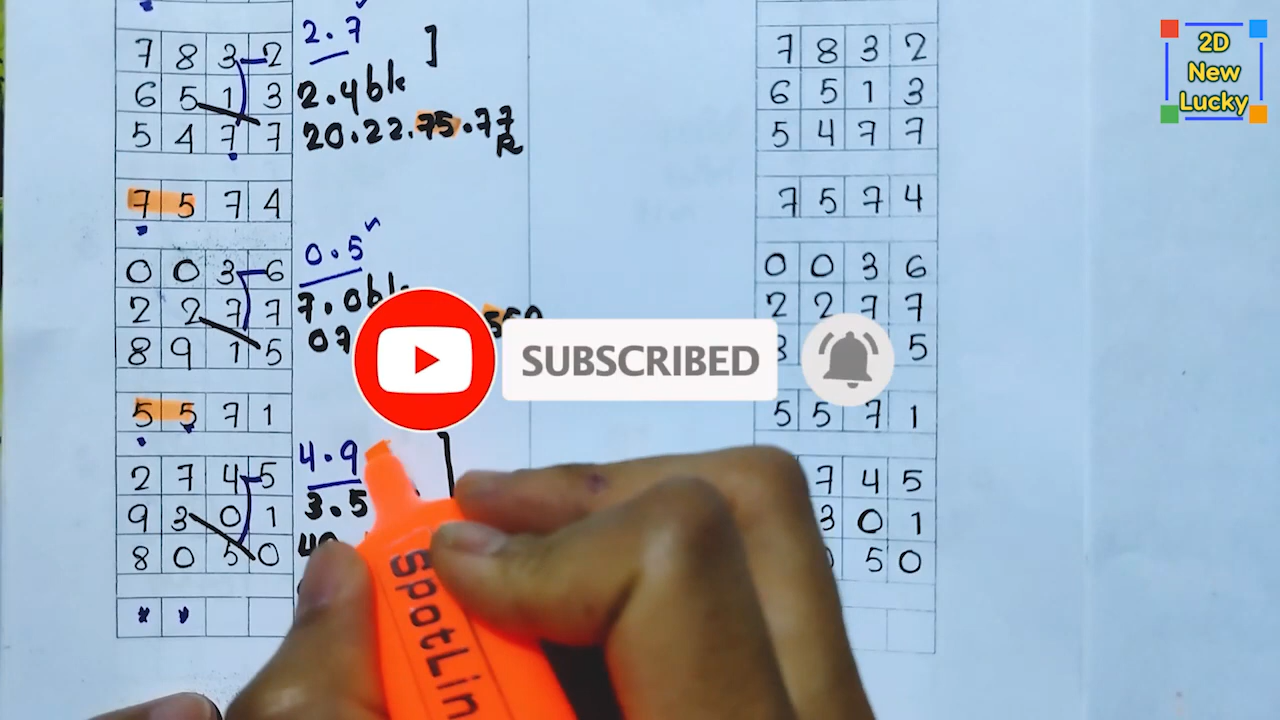 2D
New
Lucky
7 8 3 2
6 5 1 3
5 4 7 7
2.7
2.4bk
20.22.75.77
R
7 5 7 4
0 0 3 6
2 2 7 7
8 9 1 5
0.5
7.0bk
07
5 5 7 1
2 7 4 5
9 3 0 1
8 0 5 0
4.9
3.5
7 8 3 2
6 5 1 3
5 4 7 7
7 5 7 4
0 0 3 6
2 2 7 7
5
5 5 7 1
7 4 5
3 0 1
5 0
SUBSCRIBED
SpotLin